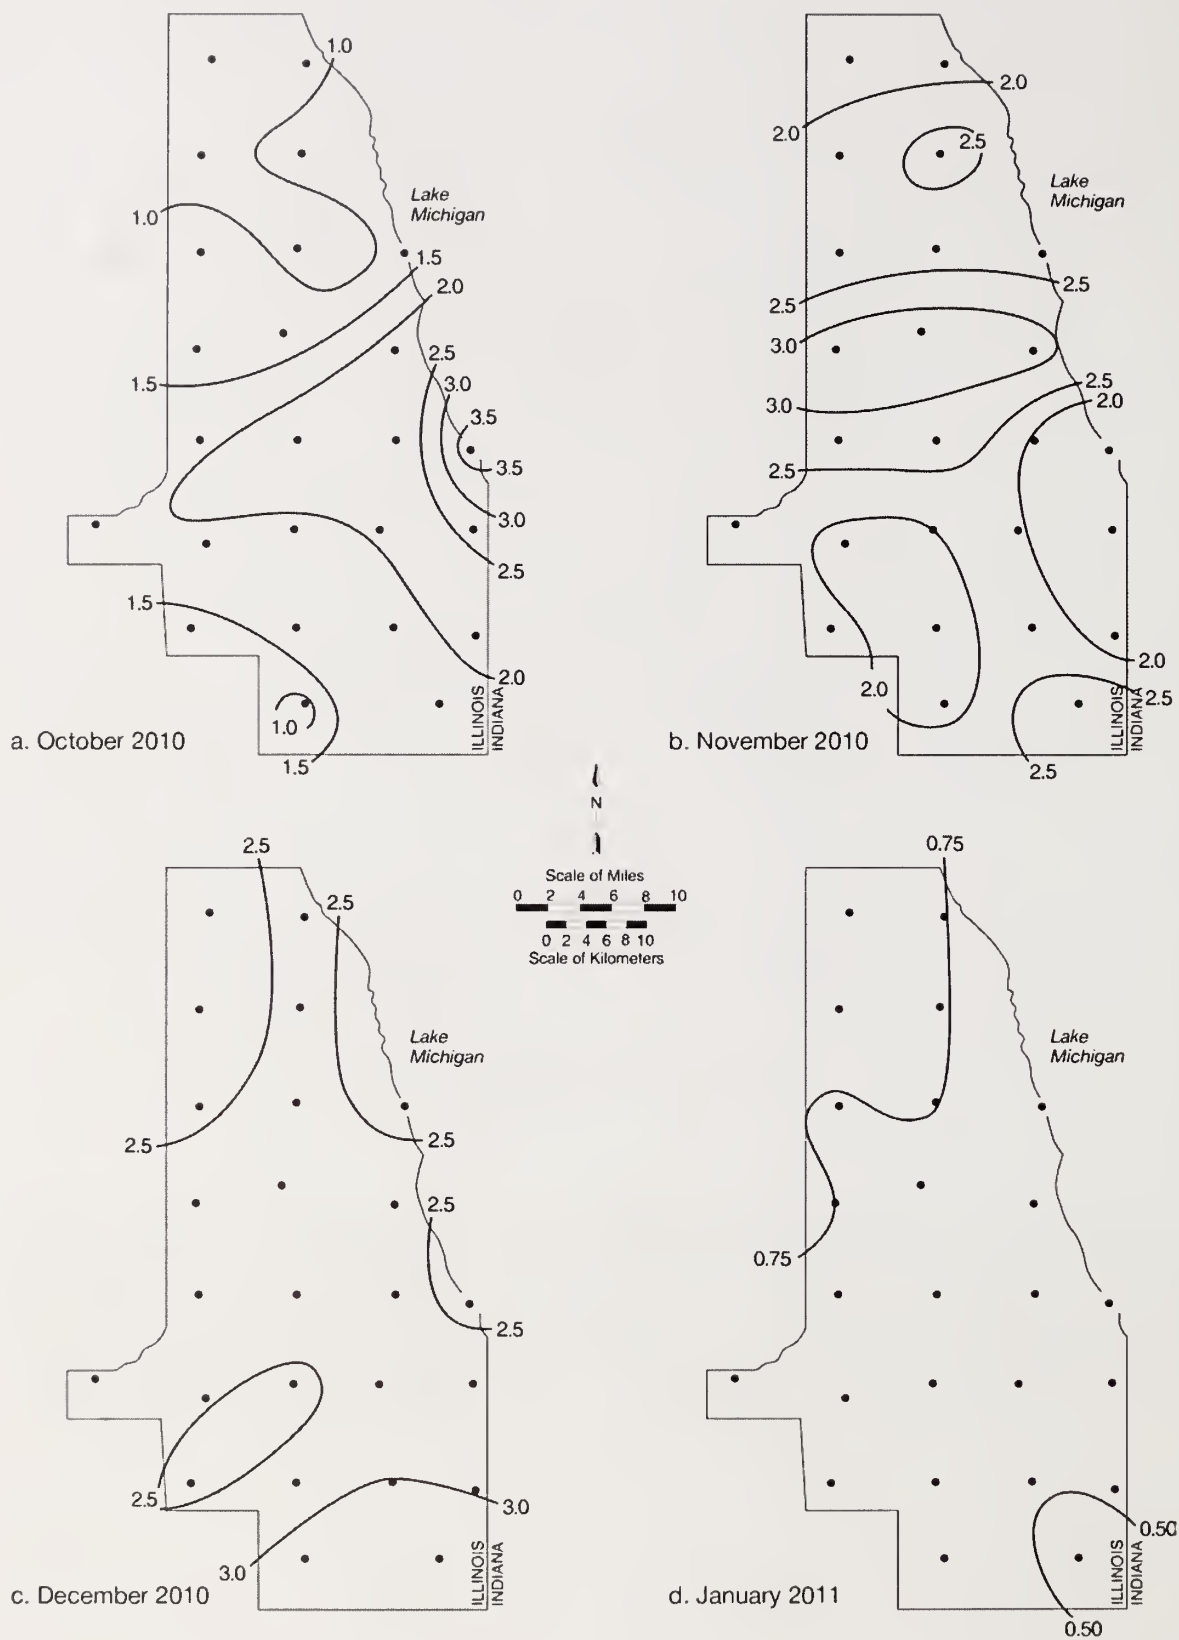 1.0
Lake
Michigan
1.0
1.5
2.0
2.5
3.0
1.5
3.5
3.5
3.0
2.5
1.5
2.0
1.0
1.5
ILLINOIS
INDIANA
a. October 2010
2.0
2.0
2.5
Lake
Michigan
2.5
2.5
3.0
2.5
3.0
2.0
2.5
2.0
2.0
2.5
2.5
ILLINOIS
INDIANA
b. November 2010
N
Scale of Miles
0 2 4 6 8 10
0 2 4 6 8 10
Scale of Kilometers
2.5
2.5
Lake
Michigan
2.5
2.5
2.5
2.5
2.5
3.0
3.0
ILLINOIS
INDIANA
c. December 2010
0.75
Lake
Michigan
0.75
0.50
0.50
ILLINOIS
INDIANA
d. January 2011